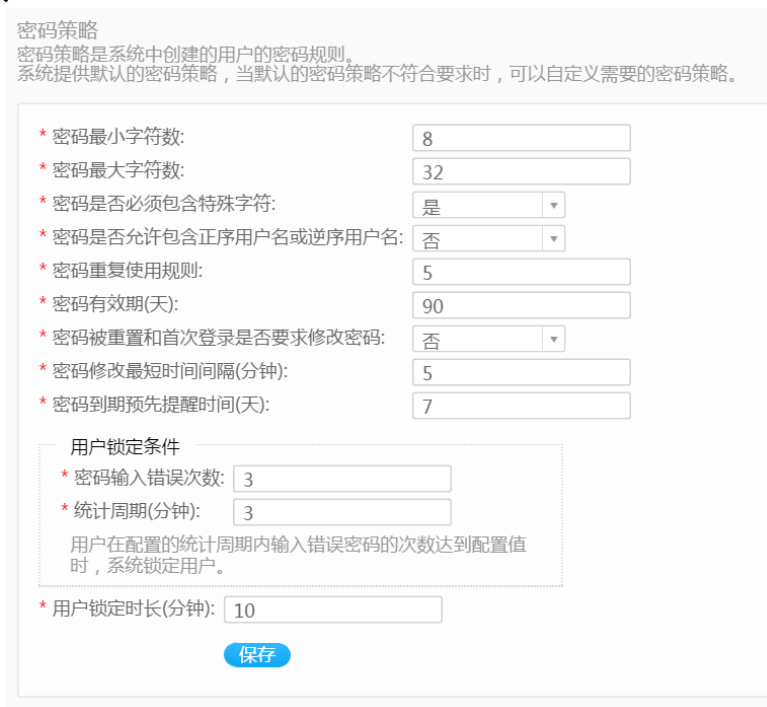 密码策略
密码策略是系统中创建的用户的密码规则。
系统提供默认的密码策略，当默认的密码策略不符合要求时，可以自定义需要的密码策略。
* 密码最小字符数: 8
* 密码最大字符数: 32
* 密码是否必须包含特殊字符: 是
* 密码是否允许包含正序用户名或逆序用户名: 否
* 密码重复使用规则: 5
* 密码有效期(天): 90
* 密码被重置和首次登录是否要求修改密码: 否
* 密码修改最短时间间隔(分钟): 5
* 密码到期预先提醒时间(天): 7
用户锁定条件
* 密码输入错误次数: 3
* 统计周期(分钟): 3
用户在配置的统计周期内输入错误密码的次数达到配置值
时，系统锁定用户。
* 用户锁定时长(分钟): 10
保存